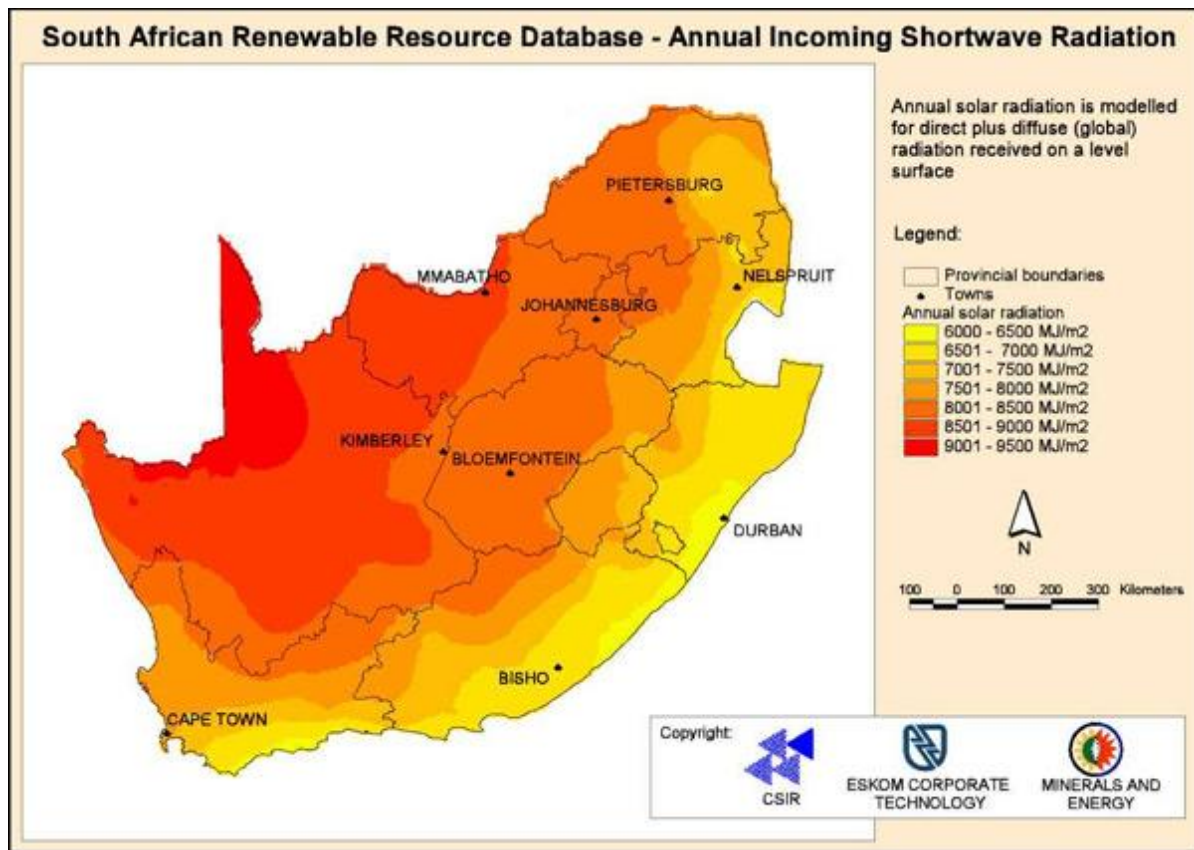 South African Renewable Resource Database - Annual Incoming Shortwave Radiation
Annual solar radiation is modelled
for direct plus diffuse (global)
radiation received on a level
surface
PIETERSBURG
Legend:
Provincial boundaries
Towns
Annual solar radiation
6000 - 6500 MJ/m2
6501 - 7000 MJ/m2
7001 - 7500 MJ/m2
7501 - 8000 MJ/m2
8001 - 8500 MJ/m2
8501 - 9000 MJ/m2
9001 - 9500 MJ/m2
MMABATHO
NELSPRUIT
JOHANNESBURG
KIMBERLEY
BLOEMFONTEIN
DURBAN
N
100 0 100 200 300 Kilometers
BISHO
CAPE TOWN
Copyright:
CSIR
ESKOM CORPORATE
TECHNOLOGY
MINERALS AND
ENERGY